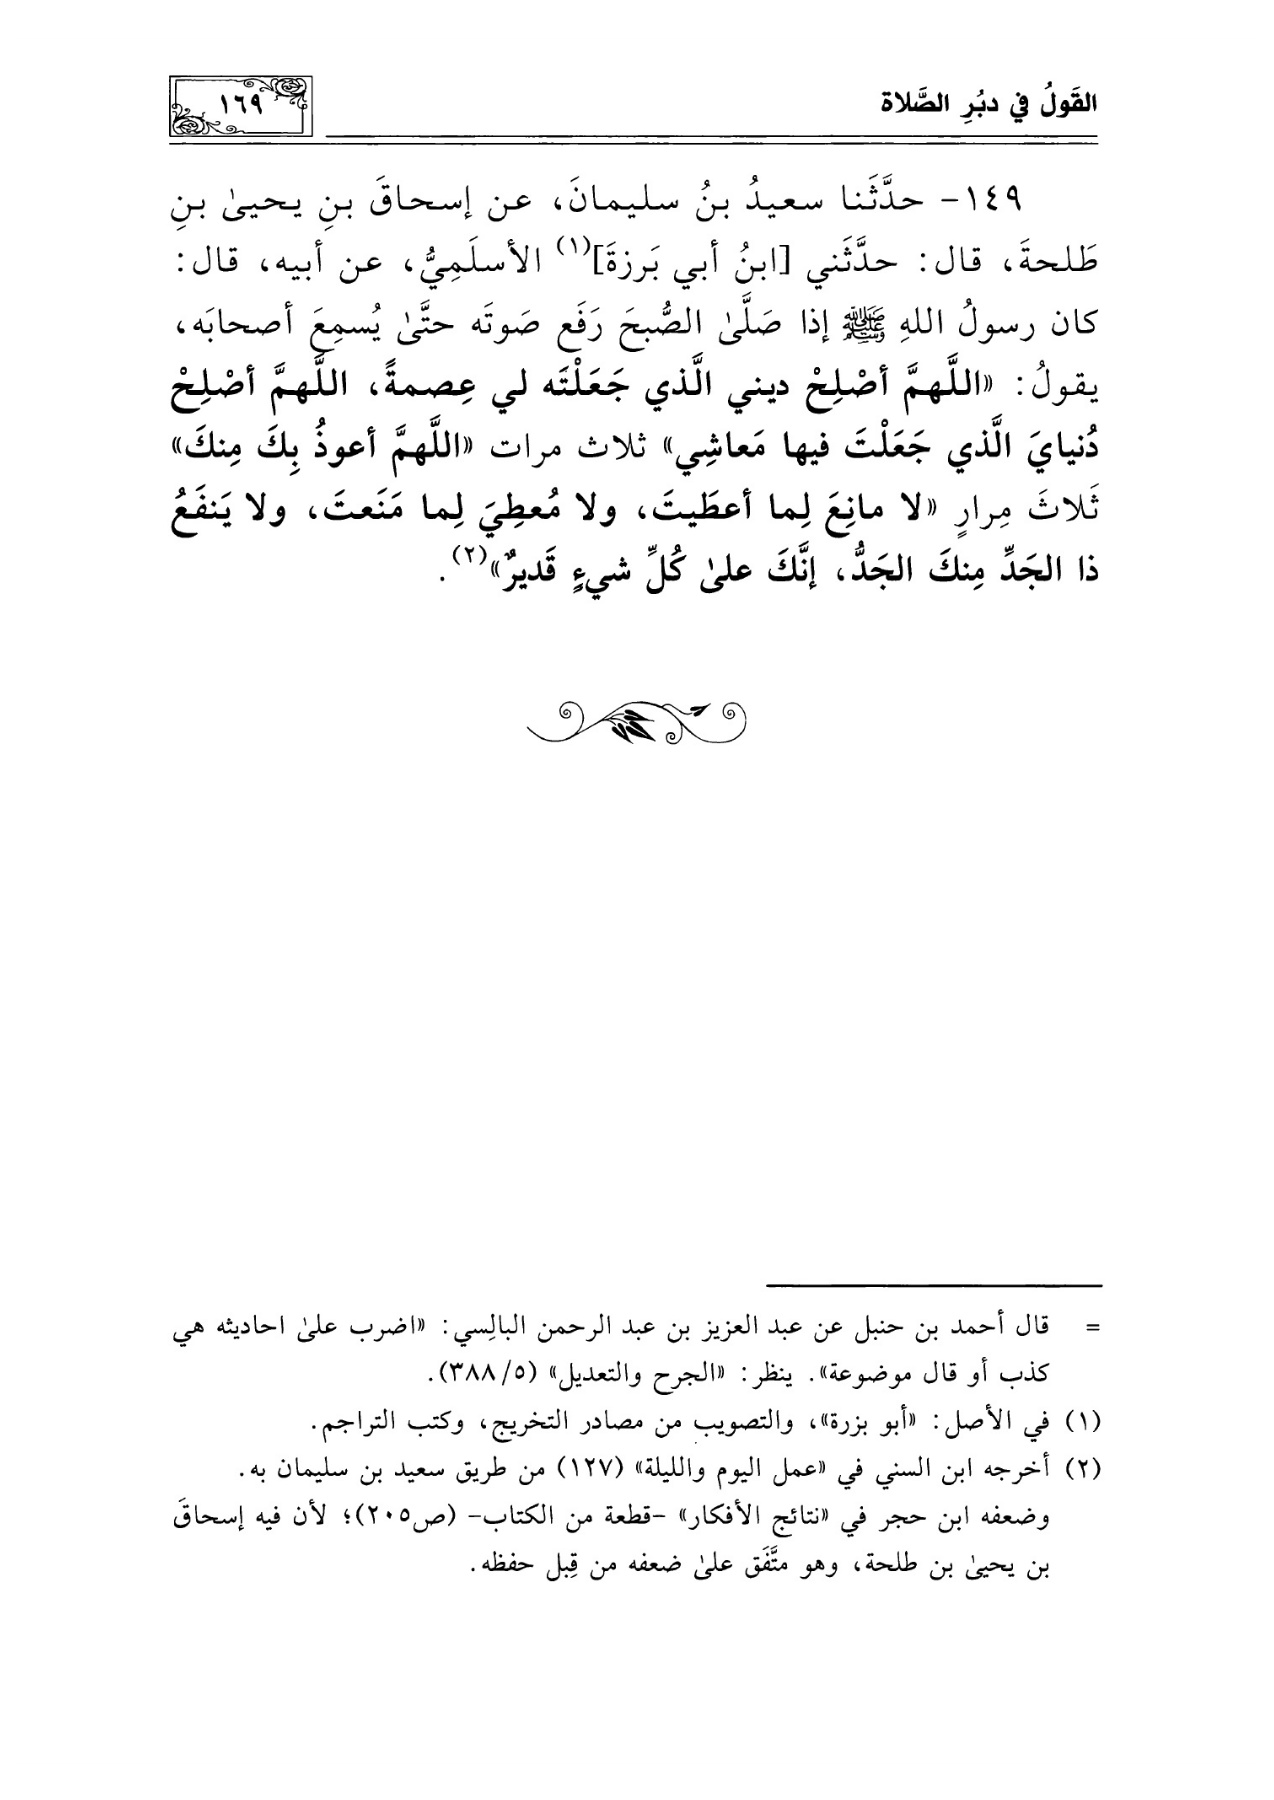 القَولُ في دبُرِ الصَّلاة
١٦٩
١٤٩- حدَّثَنا سعيدُ بنُ سليمانَ، عن إسحاقَ بنِ يحيىٰ بنِ
طَلحةَ، قال: حدَّثَني [ابنُ أبي بَرزةَ](١) الأسلَمِيُّ، عن أبيه، قال:
كان رسولُ اللهِ ﷺ إذا صَلَّىٰ الصُّبحَ رَفَع صَوتَه حتَّىٰ يُسمِعَ أصحابَه،
يقولُ: «اللَّهمَّ أصْلِحْ ديني الَّذي جَعَلْتَه لي عِصمةً، اللَّهمَّ أصْلِحْ
دُنيايَ الَّذي جَعَلْتَ فيها مَعاشِي» ثلاث مرات «اللَّهمَّ أعوذُ بِكَ مِنكَ»
ثَلاثَ مِرارٍ «لا مانِعَ لِما أعطَيتَ، ولا مُعطِيَ لِما مَنَعتَ، ولا يَنفَعُ
ذا الجَدِّ مِنكَ الجَدُّ، إنَّكَ علىٰ كُلِّ شيءٍ قَديرٌ»(٢).
= قال أحمد بن حنبل عن عبد العزيز بن عبد الرحمن البالِسي: «اضرب علىٰ احاديثه هي
كذب أو قال موضوعة». ينظر: «الجرح والتعديل» (٥/ ٣٨٨).
(١) في الأصل: «أبو بزرة»، والتصويب من مصادر التخريج، وكتب التراجم.
(٢) أخرجه ابن السني في «عمل اليوم والليلة» (١٢٧) من طريق سعيد بن سليمان به.
وضعفه ابن حجر في «نتائج الأفكار» -قطعة من الكتاب- (ص٢٠٥)؛ لأن فيه إسحاقَ
بن يحيىٰ بن طلحة، وهو متَّفَق علىٰ ضعفه من قِبل حفظه.